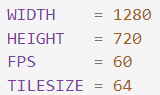 WIDTH    = 1280
HEIGHT   = 720
FPS      = 60
TILESIZE = 64